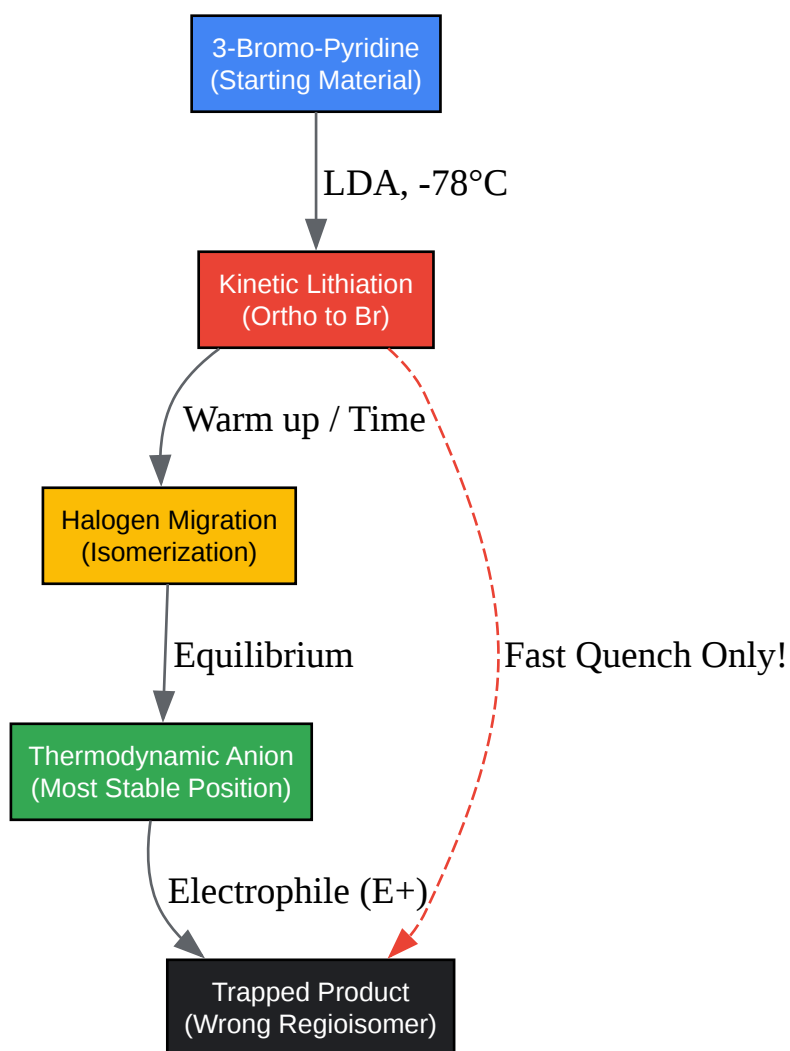 3-Bromo-Pyridine
(Starting Material)
LDA, -78°C
Kinetic Lithiation
(Ortho to Br)
Warm up / Time
Halogen Migration
(Isomerization)
Equilibrium
Fast Quench Only!
Thermodynamic Anion
(Most Stable Position)
Electrophile (E+)
Trapped Product
(Wrong Regioisomer)